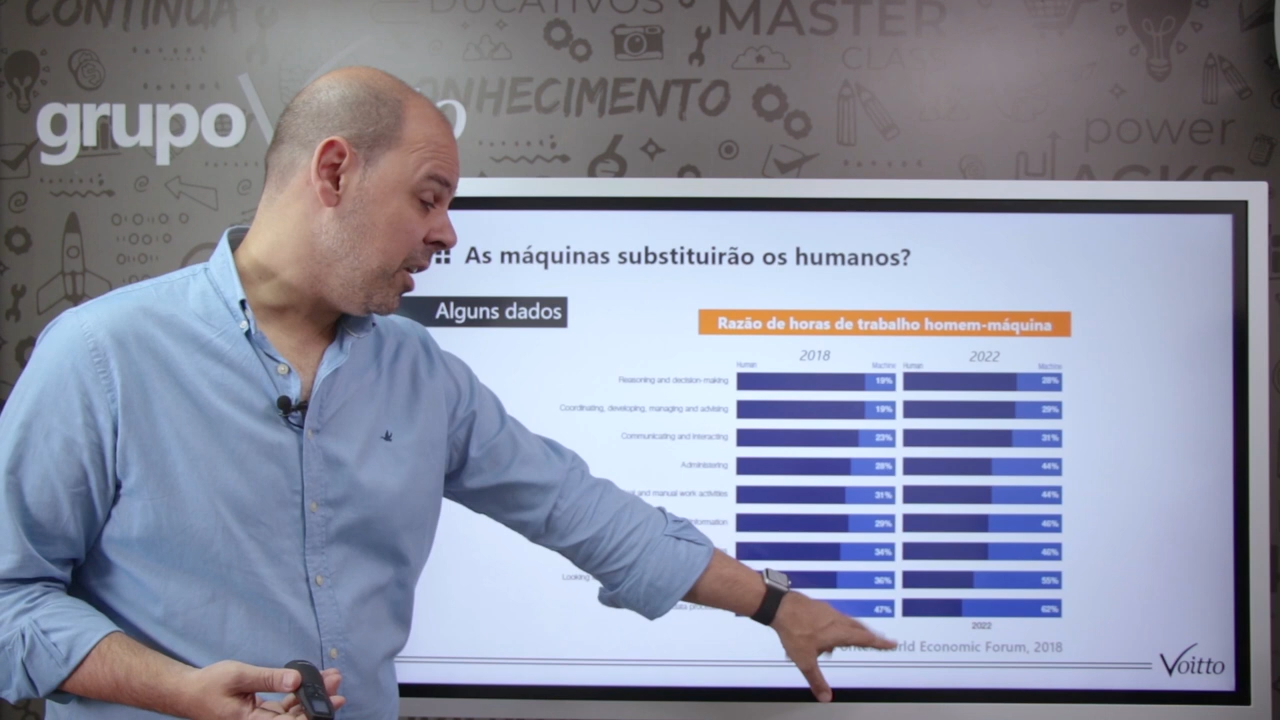 CONTINUA
DUCATIVOS
MASTER
CLASS
NHECIMENTO
grupo
power
As máquinas substituirão os humanos?
Alguns dados
Razão de horas de trabalho homem-máquina
2018
2022
Human
Machine
Human
Machine
Reasoning and decision-making
19%
28%
Coordinating, developing, managing and advising
19%
29%
Communicating and interacting
23%
31%
Administering
28%
44%
and manual work activities
31%
44%
information
29%
46%
34%
46%
Looking
36%
55%
47%
62%
2022
World Economic Forum, 2018
Voitto